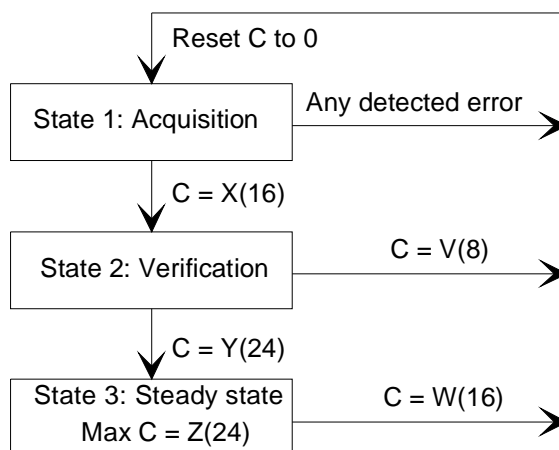 Reset C to 0
State 1: Acquisition
Any detected error
C = X(16)
State 2: Verification
C = V(8)
C = Y(24)
State 3: Steady state
Max C = Z(24)
C = W(16)